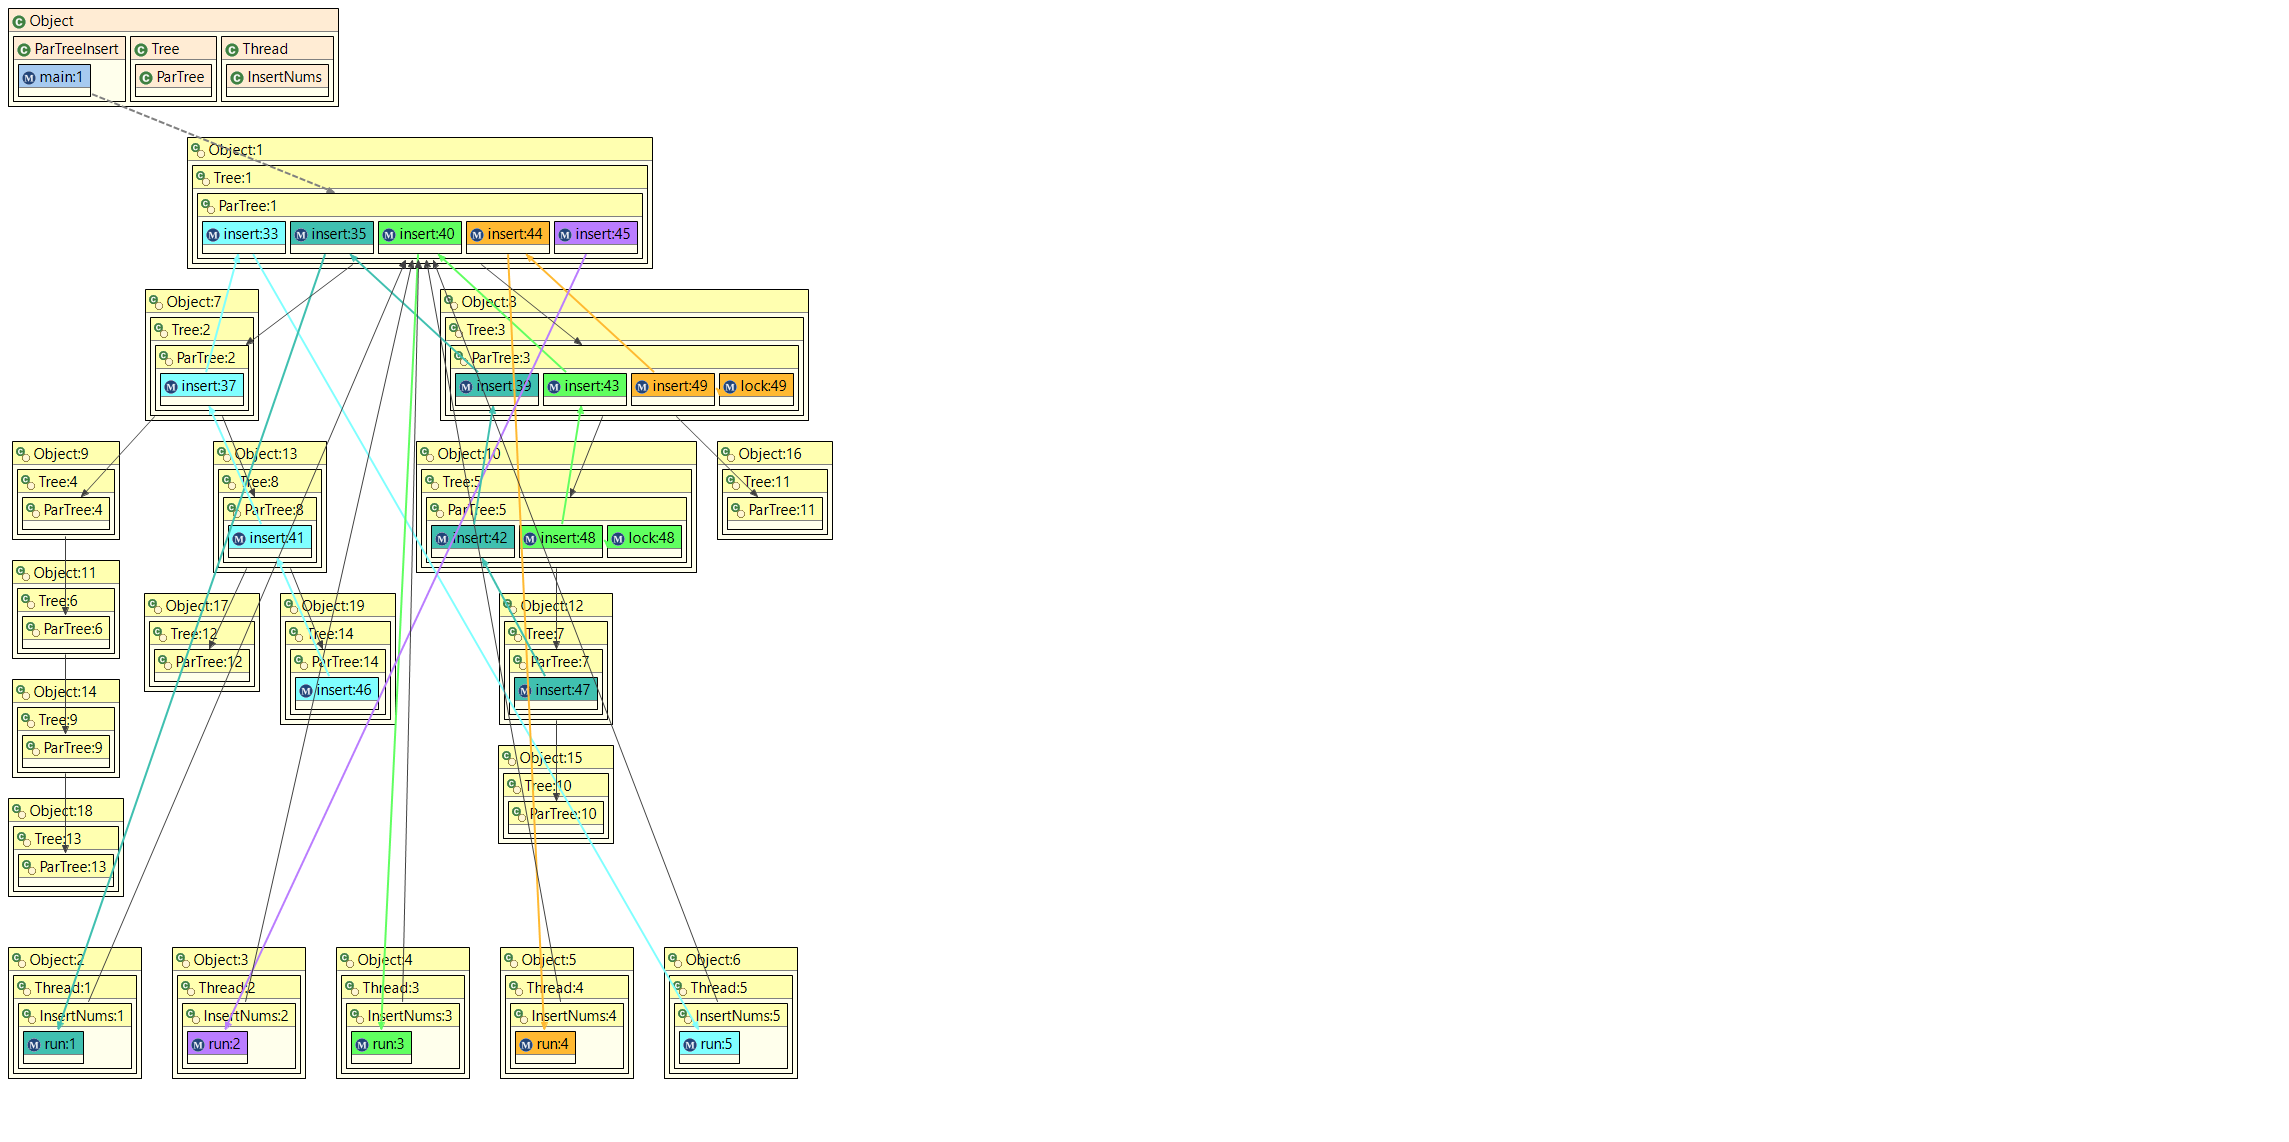 Object
ParTreeInsert Tree Thread
main:1 ParTree InsertNums
Object:1
Tree:1
ParTree:1
insert:33 insert:35 insert:40 insert:44 insert:45
Object:7 Object:8
Tree:2 Tree:3
ParTree:2 ParTree:3
insert:37 insert:39 insert:43 insert:49 lock:49
Object:9 Object:13 Object:10 Object:16
Tree:4 Tree:8 Tree:5 Tree:11
ParTree:4 ParTree:8 ParTree:5 ParTree:11
insert:41 insert:42 insert:48 lock:48
Object:11
Tree:6
ParTree:6
Object:17 Object:19 Object:12
Tree:12 Tree:14 Tree:7
ParTree:12 ParTree:14 ParTree:7
insert:46 insert:47
Object:14
Tree:9
ParTree:9
Object:15
Tree:10
ParTree:10
Object:18
Tree:13
ParTree:13
Object:2 Object:3 Object:4 Object:5 Object:6
Thread:1 Thread:2 Thread:3 Thread:4 Thread:5
InsertNums:1 InsertNums:2 InsertNums:3 InsertNums:4 InsertNums:5
run:1 run:2 run:3 run:4 run:5